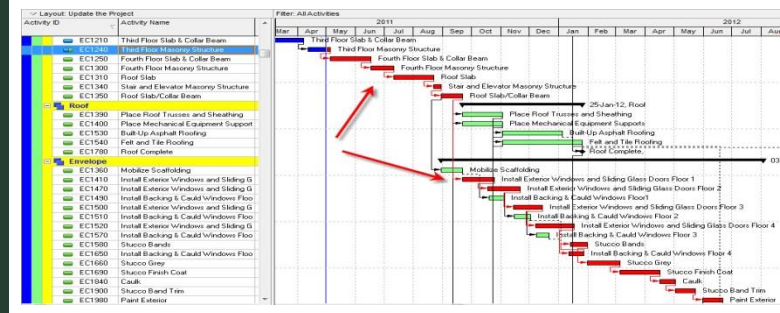 Layout: Update the Project
Filter: All Activities
Activity ID Activity Name
2011 2012
Mar Apr May Jun Jul Aug Sep Oct Nov Dec Jan Feb Mar Apr May Jun Jul Aug
EC1210 Third Floor Slab & Collar Beam
EC1240 Third Floor Masonry Structure
EC1250 Fourth Floor Slab & Collar Beam
EC1300 Fourth Floor Masonry Structure
EC1310 Roof Slab
EC1340 Stair and Elevator Masonry Structure
EC1350 Roof Slab/Collar Beam
Roof
EC1390 Place Roof Trusses and Sheathing
EC1400 Place Mechanical Equipment Support
EC1530 Built-Up Asphalt Roofing
EC1540 Felt and Tile Roofing
EC1780 Roof Complete
Envelope
EC1360 Mobilize Scaffolding
EC1410 Install Exterior Windows and Sliding G
EC1470 Install Exterior Windows and Sliding G
EC1490 Install Backing & Cauld Windows Floo
EC1500 Install Exterior Windows and Sliding G
EC1510 Install Backing & Cauld Windows Floo
EC1520 Install Exterior Windows and Sliding G
EC1570 Install Backing & Cauld Windows Floo
EC1580 Stucco Bands
EC1650 Install Backing & Cauld Windows Floo
EC1660 Stucco Grey
EC1690 Stucco Finish Coat
EC1840 Caulk
EC1900 Stucco Band Trim
EC1980 Paint Exterior
Third Floor Slab & Collar Beam
Third Floor Masonry Structure
Fourth Floor Slab & Collar Beam
Fourth Floor Masonry Structure
Roof Slab
Stair and Elevator Masonry Structure
Roof Slab/Collar Beam
25-Jan-12, Roof
Place Roof Trusses and Sheathing
Place Mechanical Equipment Supports
Built-Up Asphalt Roofing
Felt and Tile Roofing
Roof Complete,
03
Mobilize Scaffolding
Install Exterior Windows and Sliding Glass Doors Floor 1
Install Exterior Windows and Sliding Glass Doors Floor 2
Install Backing & Cauld Windows Floor1
Install Exterior Windows and Sliding Glass Doors Floor 3
Install Backing & Cauld Windows Floor 2
Install Exterior Windows and Sliding Glass Doors Floor 4
Install Backing & Cauld Windows Floor 3
Stucco Bands
Install Backing & Cauld Windows Floor 4
Stucco Grey
Stucco Finish Coat
Caulk
Stucco Band Trim
Paint Exterior